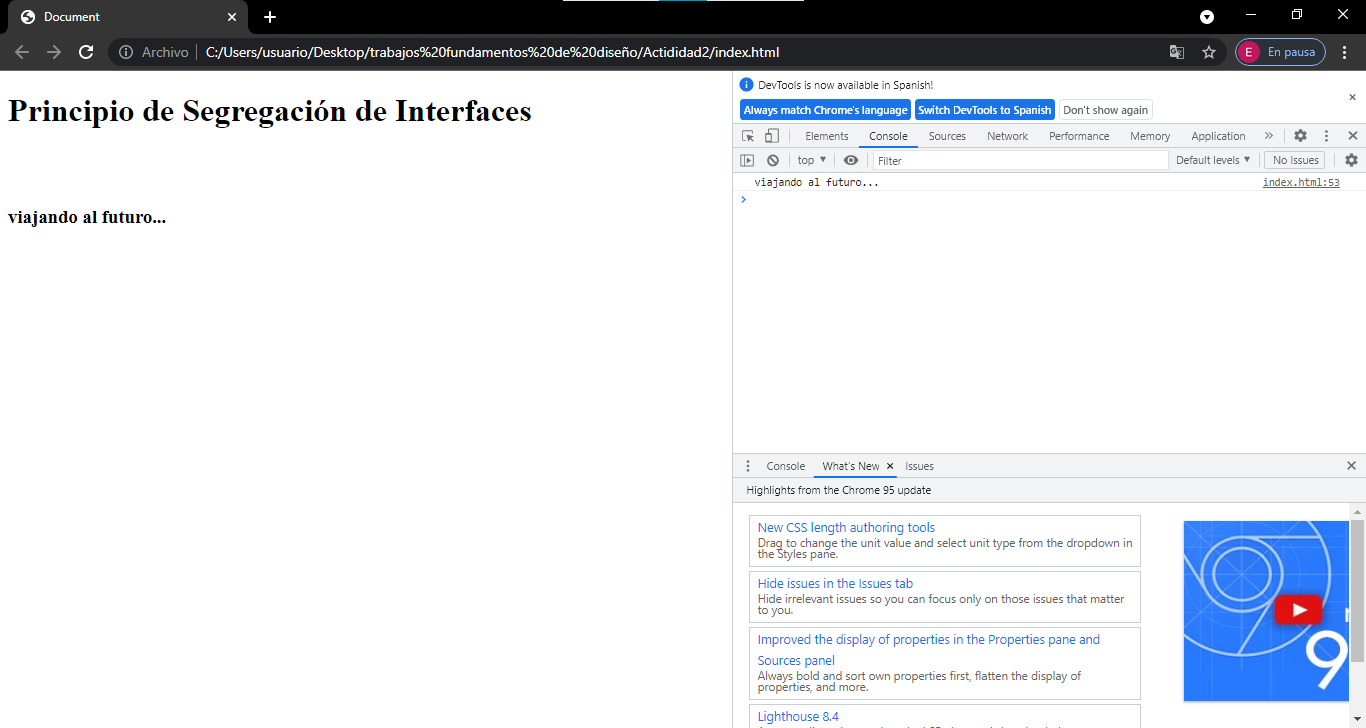 Document
Archivo C:/Users/usuario/Desktop/trabajos%20fundamentos%20de%20diseño/Actididad2/index.html
E En pausa
Principio de Segregación de Interfaces
viajando al futuro...
DevTools is now available in Spanish!
Always match Chrome's language Switch DevTools to Spanish Don't show again
Elements Console Sources Network Performance Memory Application
top Filter Default levels No Issues
viajando al futuro... index.html:53
Console What's New Issues
Highlights from the Chrome 95 update
New CSS length authoring tools
Drag to change the unit value and select unit type from the dropdown in
the Styles pane.
Hide issues in the Issues tab
Hide irrelevant issues so you can focus only on those issues that matter
to you.
Improved the display of properties in the Properties pane and
Sources panel
Always bold and sort own properties first, flatten the display of
properties, and more.
Lighthouse 8.4
9